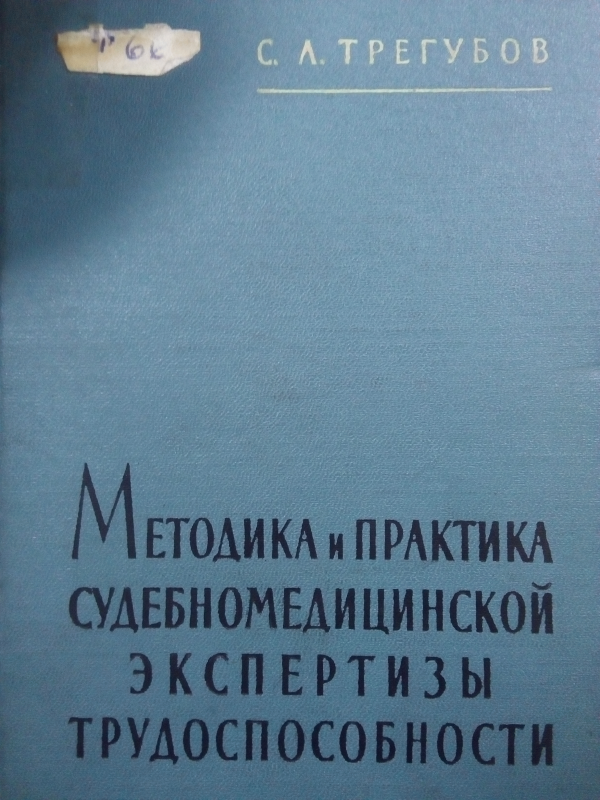 С. Л. ТРЕГУБОВ
МЕТОДИКА И ПРАКТИКА
СУДЕБНОМЕДИЦИНСКОЙ
ЭКСПЕРТИЗЫ
ТРУДОСПОСОБНОСТИ